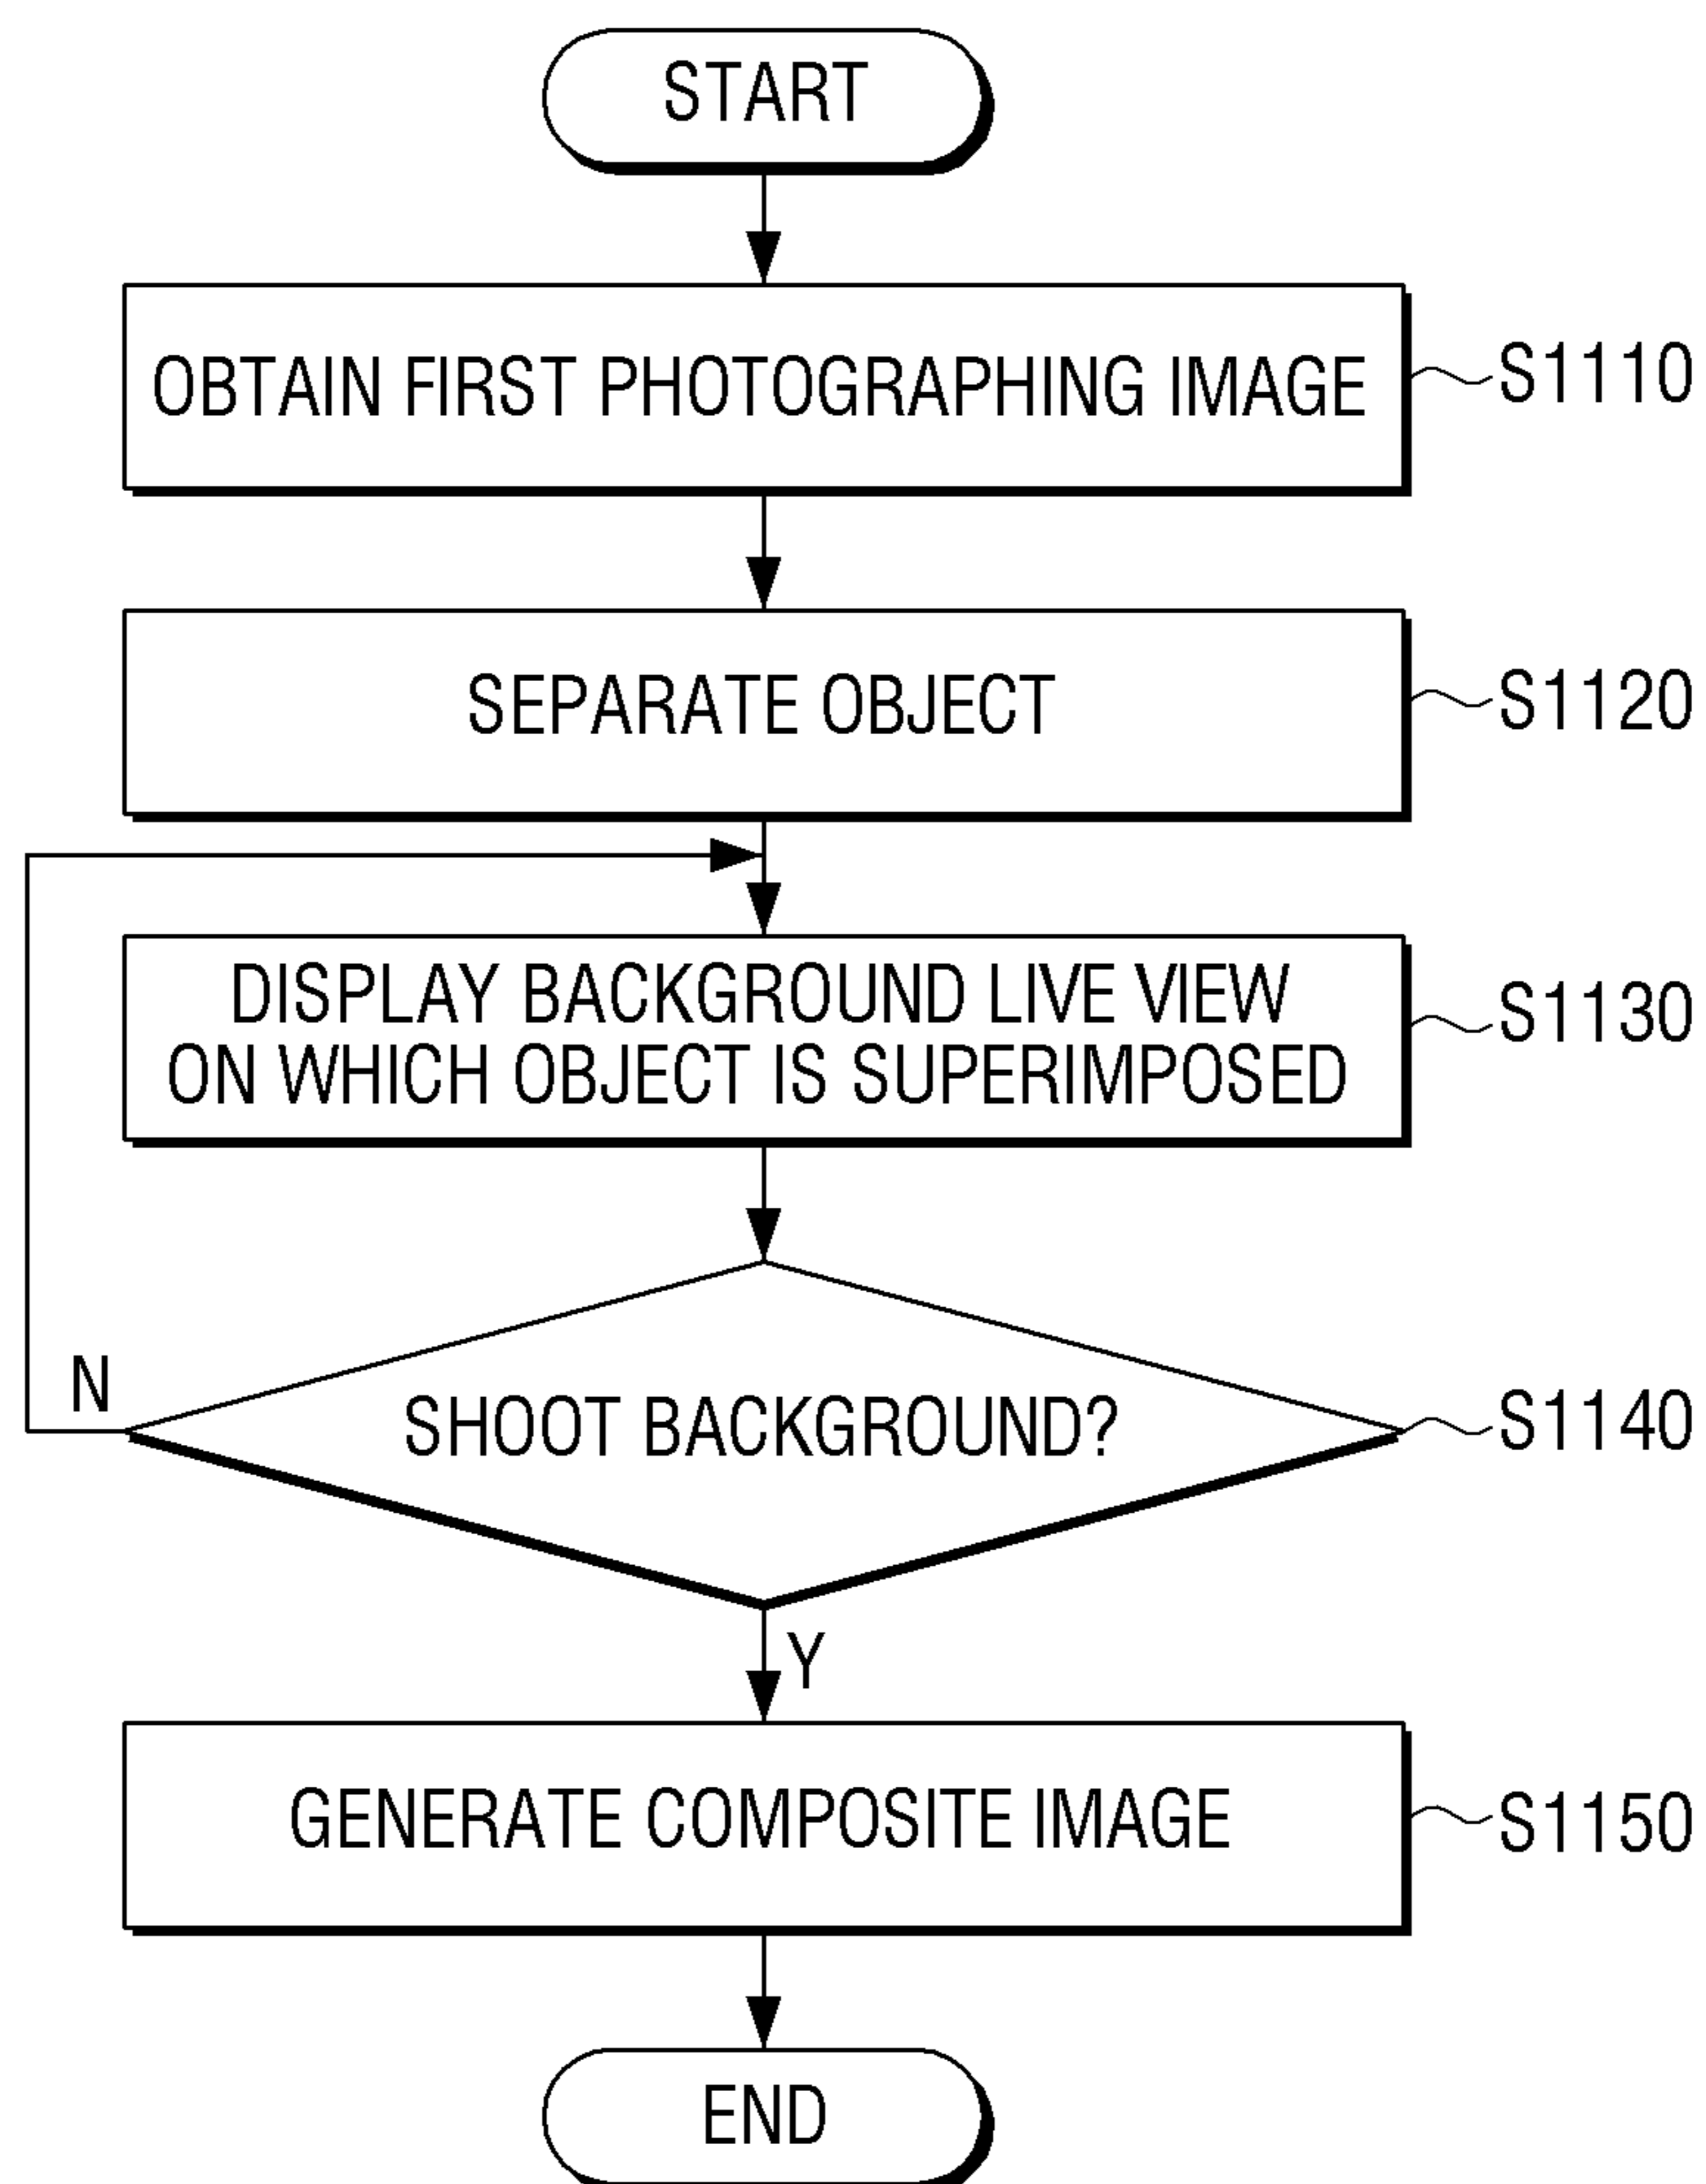 START
OBTAIN FIRST PHOTOGRAPHING IMAGE
S1110
SEPARATE OBJECT
S1120
DISPLAY BACKGROUND LIVE VIEW
ON WHICH OBJECT IS SUPERIMPOSED
S1130
N
SHOOT BACKGROUND?
S1140
Y
GENERATE COMPOSITE IMAGE
S1150
END